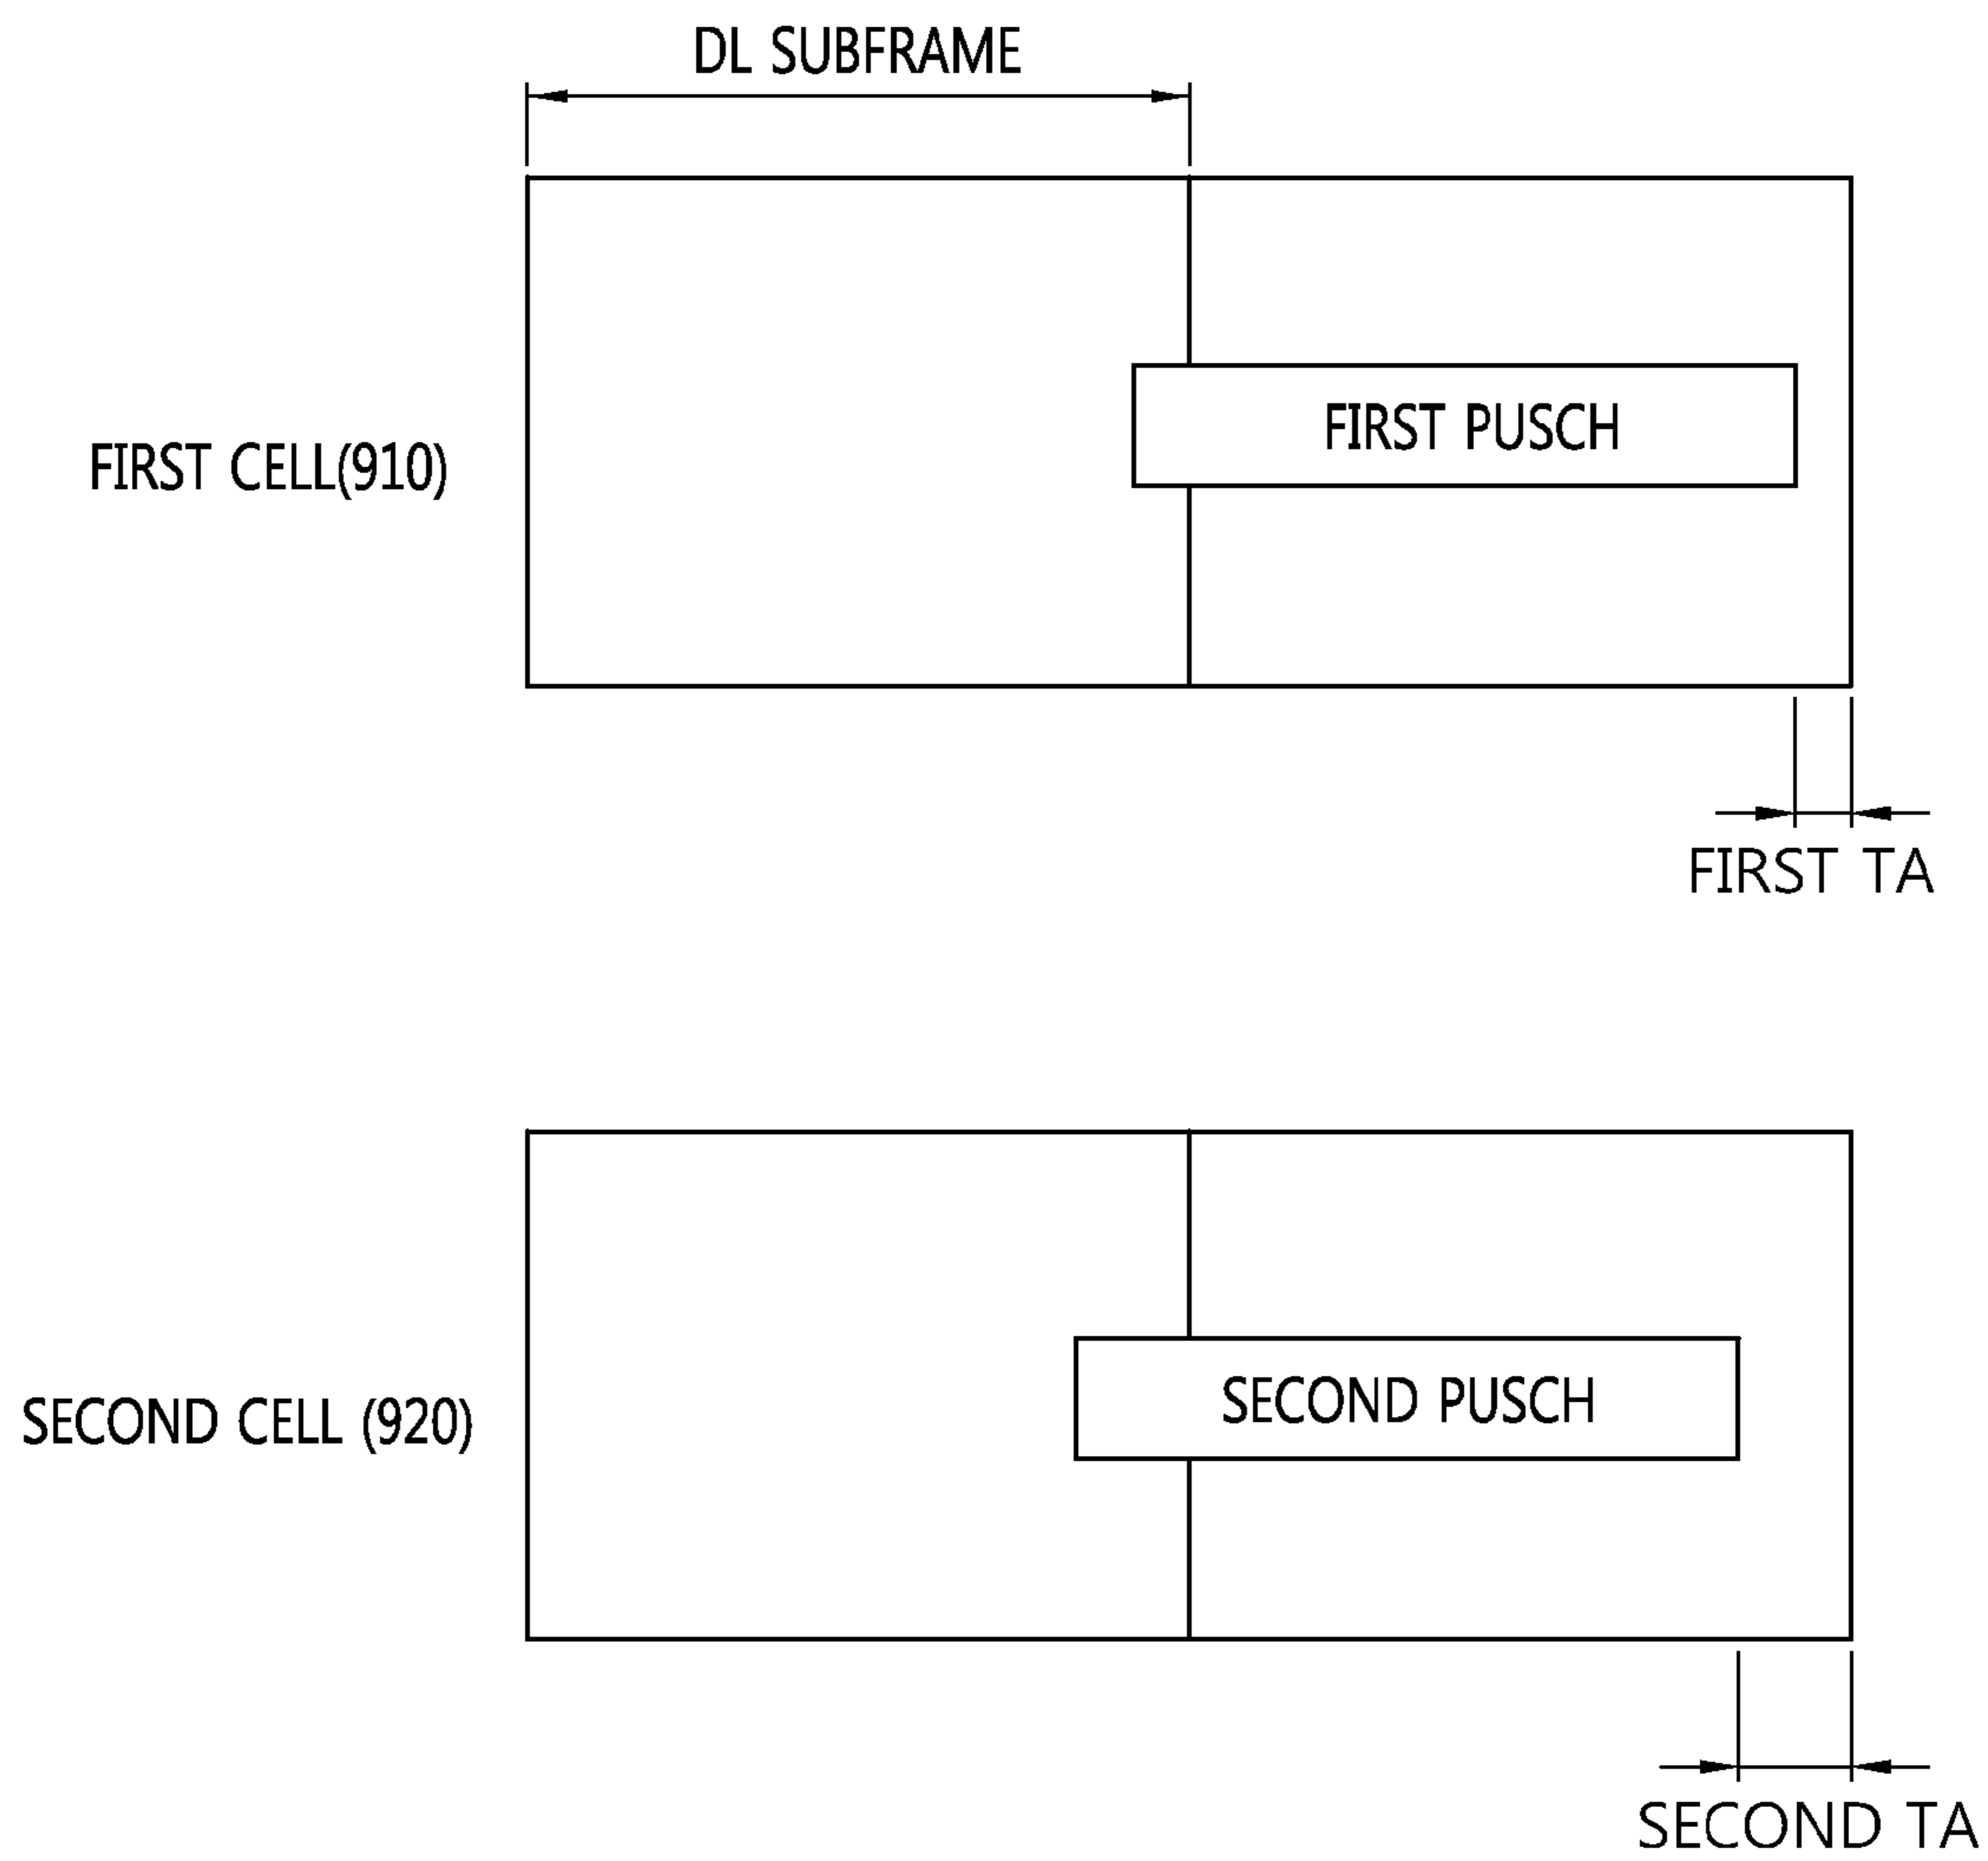 DL SUBFRAME
FIRST PUSCH
FIRST CELL(910)
FIRST TA
SECOND PUSCH
SECOND CELL (920)
SECOND TA